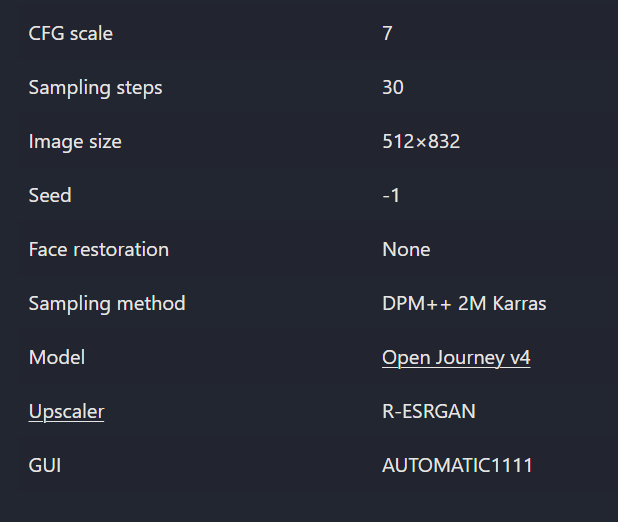 CFG scale 7
Sampling steps 30
Image size 512×832
Seed -1
Face restoration None
Sampling method DPM++ 2M Karras
Model Open Journey v4
Upscaler R-ESRGAN
GUI AUTOMATIC1111